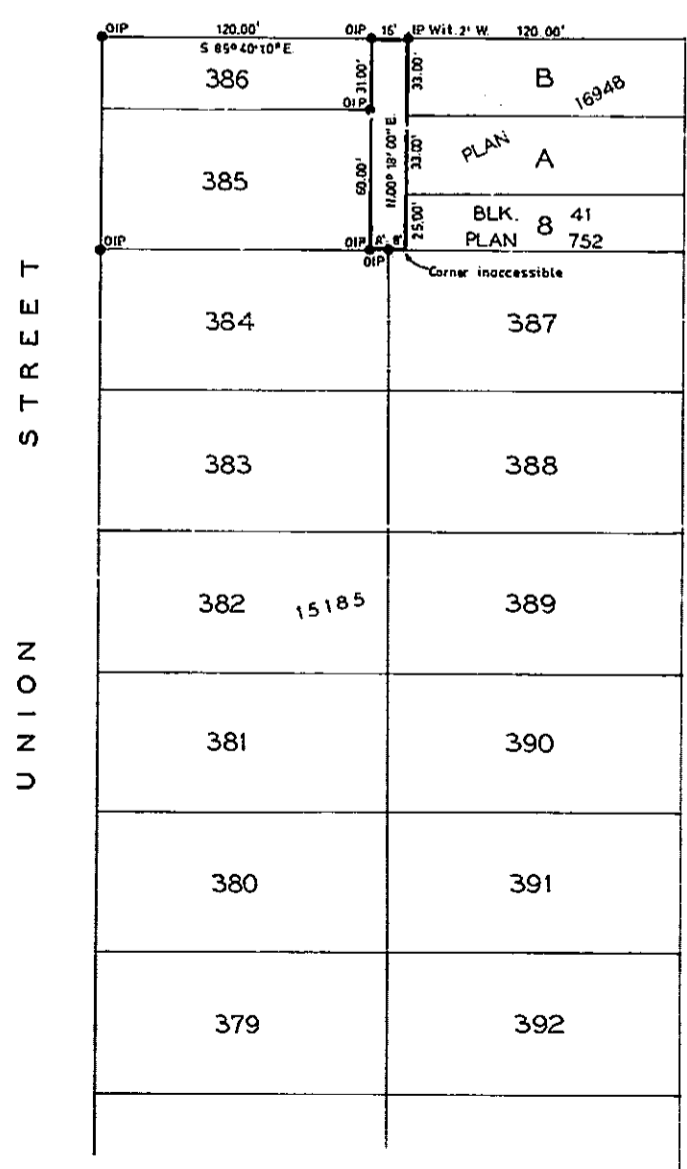 OIP 120.00' OIP 16' IP Wit. 2' W. 120.00'
S 85° 40' 10" E.
386
31.00'
33.00'
B
16948
OIP
385
60.00'
N.00° 18' 00" E.
33.00'
PLAN A
25.00'
BLK. 8 41
PLAN 752
OIP OIP 8' 8'
OIP
Corner inaccessible
384 387
383 388
382 15185 389
381 390
380 391
379 392
UNION STREET